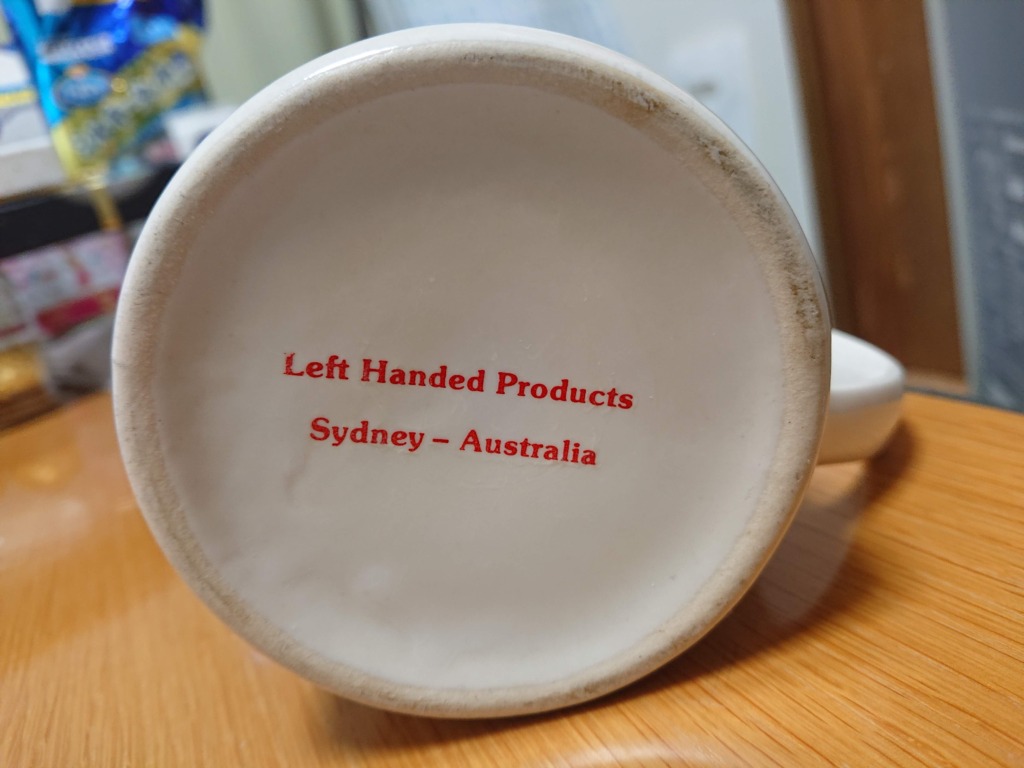 Left Handed Products
Sydney – Australia